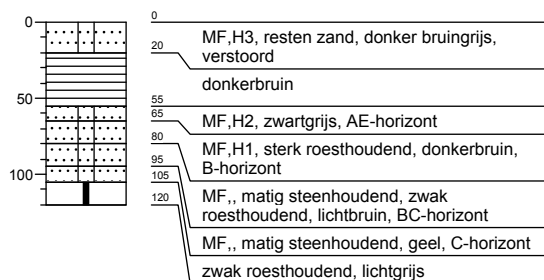 0
0
MF,H3, resten zand, donker bruingrijs,
verstoord
20
donkerbruin
50
55
65
MF,H2, zwartgrijs, AE-horizont
80
MF,H1, sterk roesthoudend, donkerbruin,
B-horizont
95
100
105
MF,, matig steenhoudend, zwak
roesthoudend, lichtbruin, BC-horizont
120
MF,, matig steenhoudend, geel, C-horizont
zwak roesthoudend, lichtgrijs